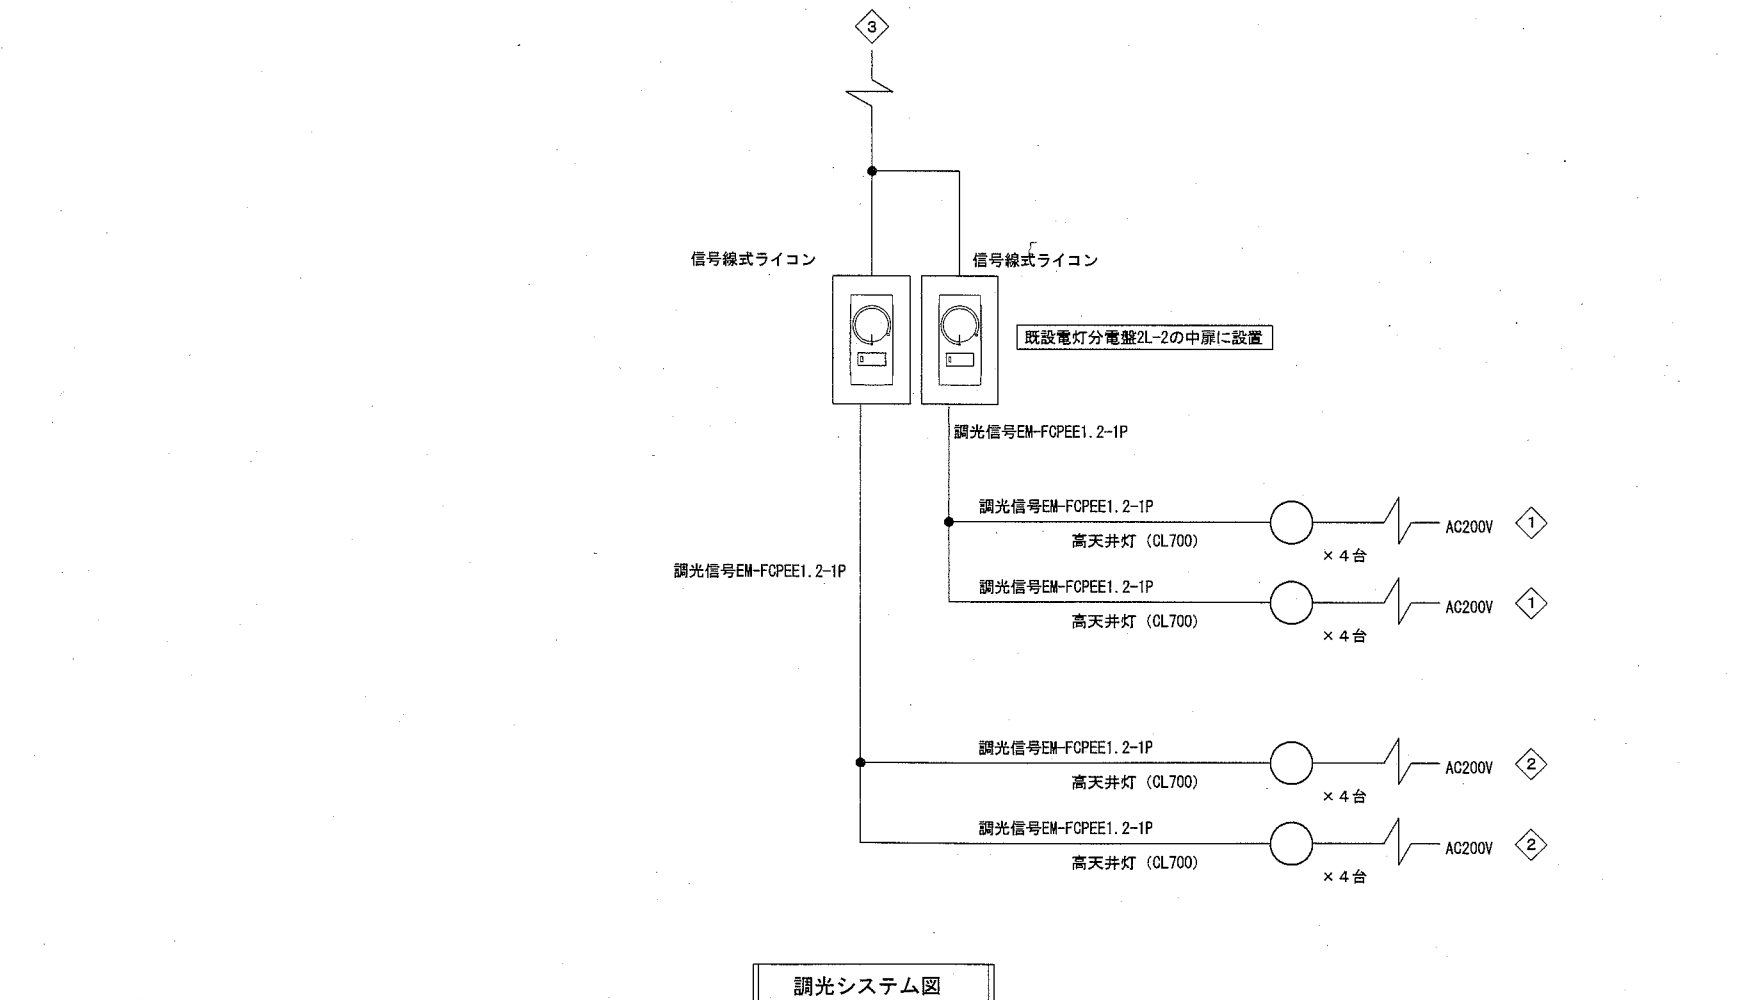 3
信号線式ライコン
信号線式ライコン
既設電灯分電盤2L-2の中扉に設置
調光信号EM-FCPEE1.2-1P
調光信号EM-FCPEE1.2-1P
高天井灯（CL700）
×4台
AC200V
1
調光信号EM-FCPEE1.2-1P
調光信号EM-FCPEE1.2-1P
高天井灯（CL700）
×4台
AC200V
1
調光信号EM-FCPEE1.2-1P
高天井灯（CL700）
×4台
AC200V
2
調光信号EM-FCPEE1.2-1P
高天井灯（CL700）
×4台
AC200V
2
調光システム図